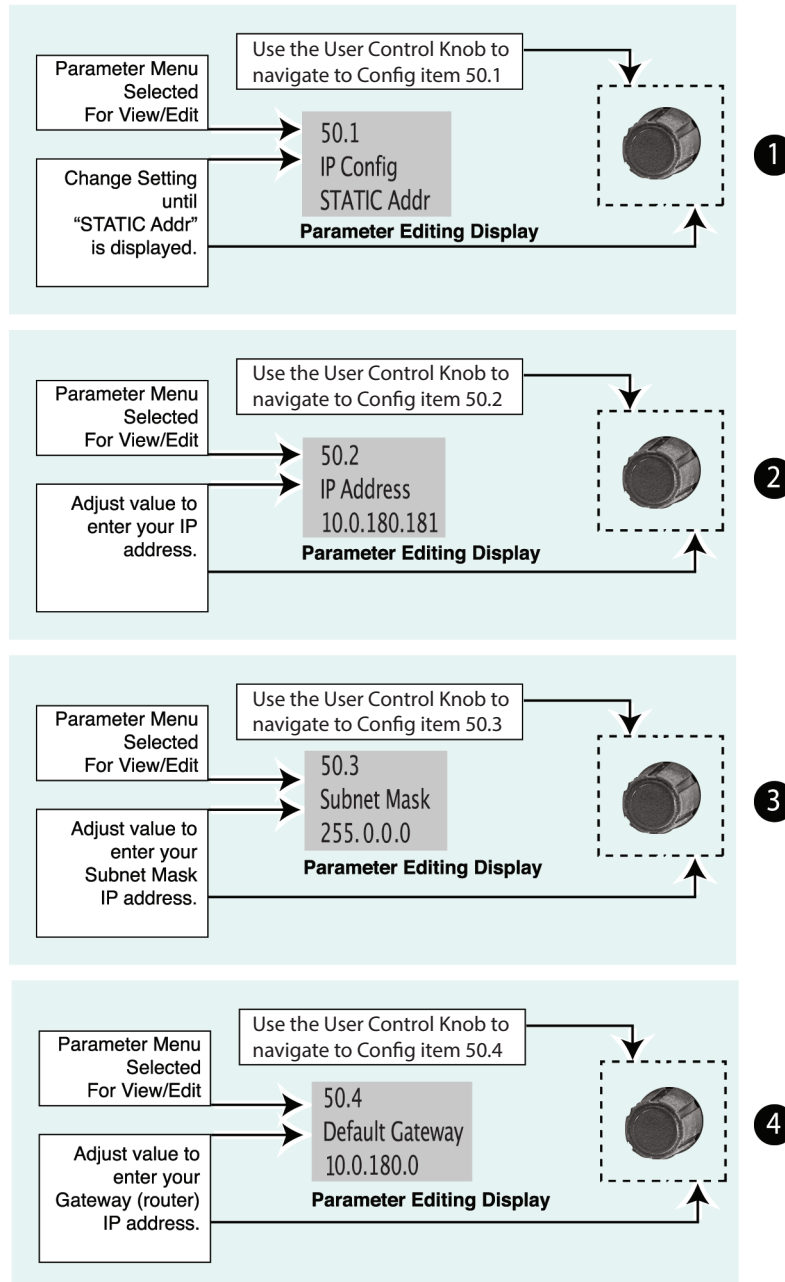 Use the User Control Knob to
navigate to Config item 50.1
Parameter Menu
Selected
For View/Edit
50.1
IP Config
STATIC Addr
Parameter Editing Display
Change Setting
until
“STATIC Addr”
is displayed.
1
Use the User Control Knob to
navigate to Config item 50.2
Parameter Menu
Selected
For View/Edit
50.2
IP Address
10.0.180.181
Parameter Editing Display
Adjust value to
enter your IP
address.
2
Use the User Control Knob to
navigate to Config item 50.3
Parameter Menu
Selected
For View/Edit
50.3
Subnet Mask
255.0.0.0
Parameter Editing Display
Adjust value to
enter your
Subnet Mask
IP address.
3
Use the User Control Knob to
navigate to Config item 50.4
Parameter Menu
Selected
For View/Edit
50.4
Default Gateway
10.0.180.0
Parameter Editing Display
Adjust value to
enter your
Gateway (router)
IP address.
4